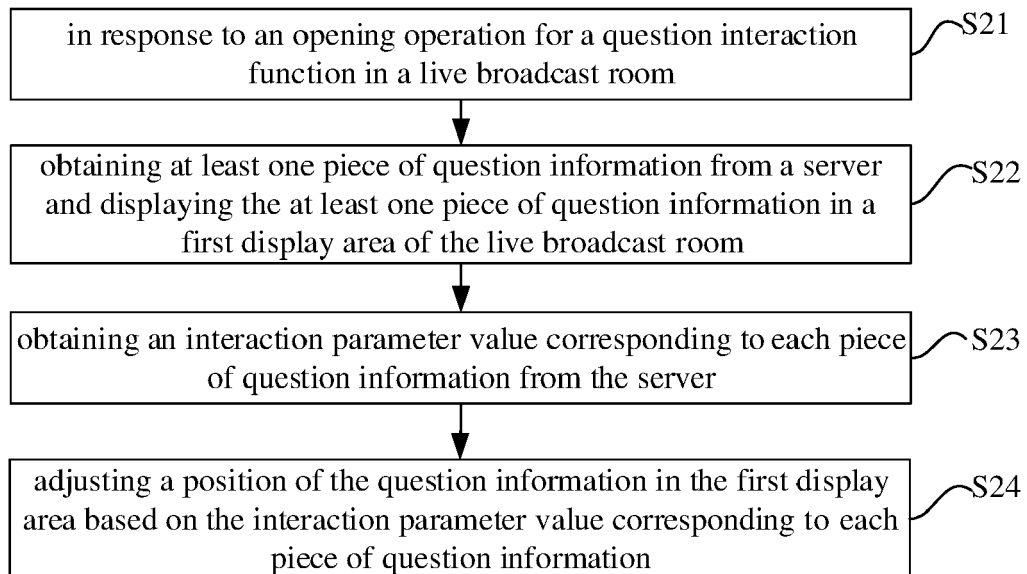 in response to an opening operation for a question interaction
function in a live broadcast room
S21
obtaining at least one piece of question information from a server
and displaying the at least one piece of question information in a
first display area of the live broadcast room
S22
obtaining an interaction parameter value corresponding to each piece
of question information from the server
S23
adjusting a position of the question information in the first display
area based on the interaction parameter value corresponding to each
piece of question information
S24